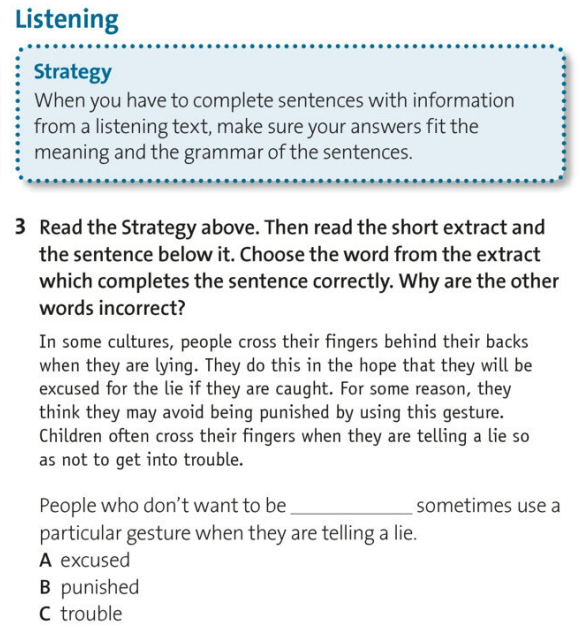 Listening
Strategy
When you have to complete sentences with information
from a listening text, make sure your answers fit the
meaning and the grammar of the sentences.
3 Read the Strategy above. Then read the short extract and
the sentence below it. Choose the word from the extract
which completes the sentence correctly. Why are the other
words incorrect?
In some cultures, people cross their fingers behind their backs
when they are lying. They do this in the hope that they will be
excused for the lie if they are caught. For some reason, they
think they may avoid being punished by using this gesture.
Children often cross their fingers when they are telling a lie so
as not to get into trouble.
People who don't want to be ____________ sometimes use a
particular gesture when they are telling a lie.
A excused
B punished
C trouble